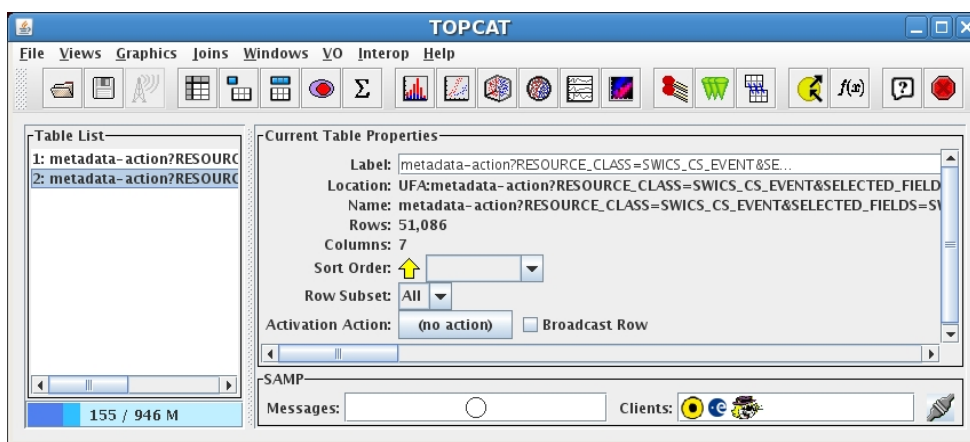 TOPCAT
File Views Graphics Joins Windows VO Interop Help
Σ f(x) ?
Table List
1: metadata-action?RESOURC
2: metadata-action?RESOURC
155 / 946 M
Current Table Properties
Label: metadata-action?RESOURCE_CLASS=SWICS_CS_EVENT&SE...
Location: UFA:metadata-action?RESOURCE_CLASS=SWICS_CS_EVENT&SELECTED_FIELD
Name: metadata-action?RESOURCE_CLASS=SWICS_CS_EVENT&SELECTED_FIELDS=SW
Rows: 51,086
Columns: 7
Sort Order:
Row Subset: All
Activation Action: (no action) Broadcast Row
SAMP
Messages: Clients: